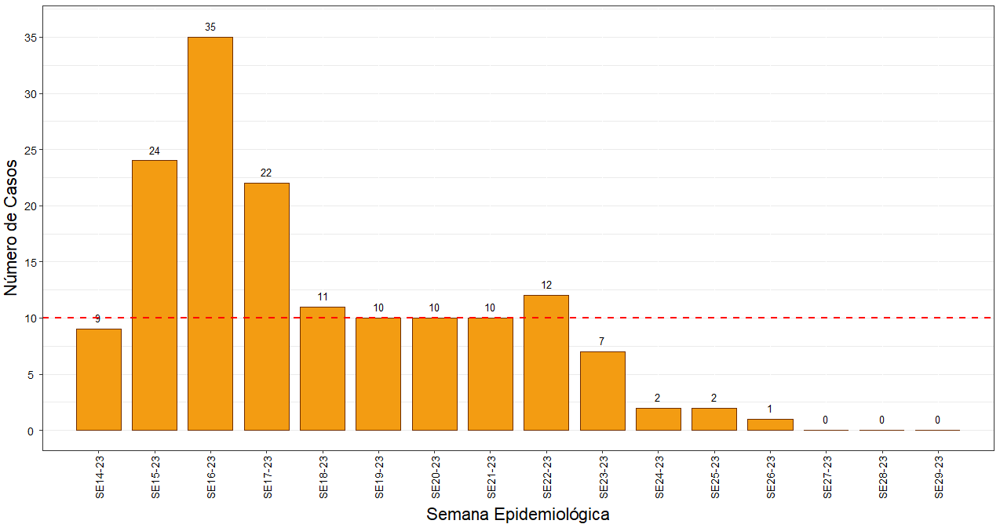 Número de Casos
35
30
25
20
15
10
5
0
9
24
35
22
11
10
10
10
12
7
2
2
1
0
0
0
SE14-23
SE15-23
SE16-23
SE17-23
SE18-23
SE19-23
SE20-23
SE21-23
SE22-23
SE23-23
SE24-23
SE25-23
SE26-23
SE27-23
SE28-23
SE29-23
Semana Epidemiológica